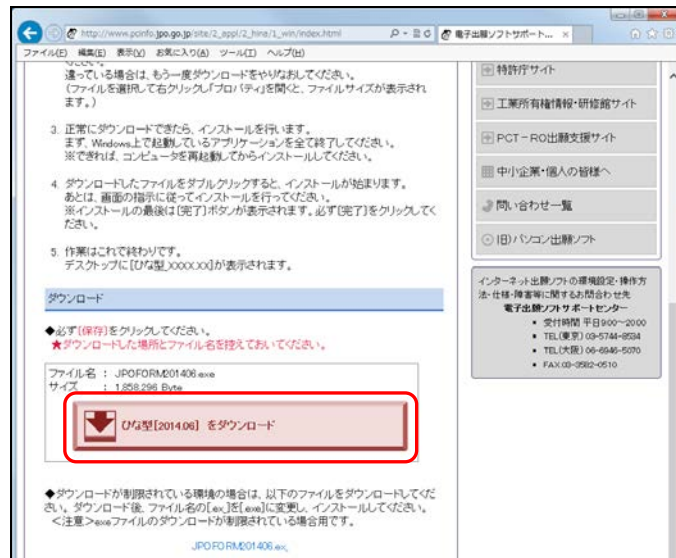 http://www.pcinfo.jpo.go.jp/site/2_appl/2_hina/1_win/index.html
電子出願ソフトサポート...
ファイル(F) 編集(E) 表示(V) お気に入り(A) ツール(T) ヘルプ(H)
違っている場合は、もう一度ダウンロードをやりなおしてください。
(ファイルを選択して右クリックし「プロパティ」を開くと、ファイルサイズが表示され
ます。)
3. 正常にダウンロードできたら、インストールを行います。
まず、Windows上で起動しているアプリケーションを全て終了してください。
※できれば、コンピュータを再起動してからインストールしてください。
4. ダウンロードしたファイルをダブルクリックすると、インストールが始まります。
あとは、画面の指示に従ってインストールを行ってください。
※インストールの最後は[完了]ボタンが表示されます。必ず[完了]をクリックしてく
ださい。
5. 作業はこれで終わりです。
デスクトップに[ひな型_XXXX.XX]が表示されます。
ダウンロード
◆必ず[保存]をクリックしてください。
★ダウンロードした場所とファイル名を控えておいてください。
ファイル名 : JPOFORM201406.exe
サイズ : 1,858,296 Byte
ひな型[2014.06] をダウンロード
◆ダウンロードが制限されている環境の場合は、以下のファイルをダウンロードしてくだ
さい。ダウンロード後、ファイル名の[.ex_]を[.exe]に変更し、インストールしてください。
<注意>exeファイルのダウンロードが制限されている場合用です。
JPOFORM201406.ex_
特許庁サイト
工業所有権情報・研修館サイト
PCT-RO出願支援サイト
中小企業・個人の皆様へ
問い合わせ一覧
(旧)パソコン出願ソフト
インターネット出願ソフトの環境設定・操作方
法・仕様・障害等に関するお問合わせ先
電子出願ソフトサポートセンター
• 受付時間 平日9:00~20:00
• TEL(東京) 03-5744-8534
• TEL(大阪) 06-6946-5070
• FAX:03-3582-0510